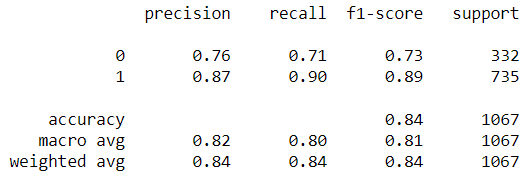 precision recall f1-score support
0 0.76 0.71 0.73 332
1 0.87 0.90 0.89 735
accuracy 0.84 1067
macro avg 0.82 0.80 0.81 1067
weighted avg 0.84 0.84 0.84 1067